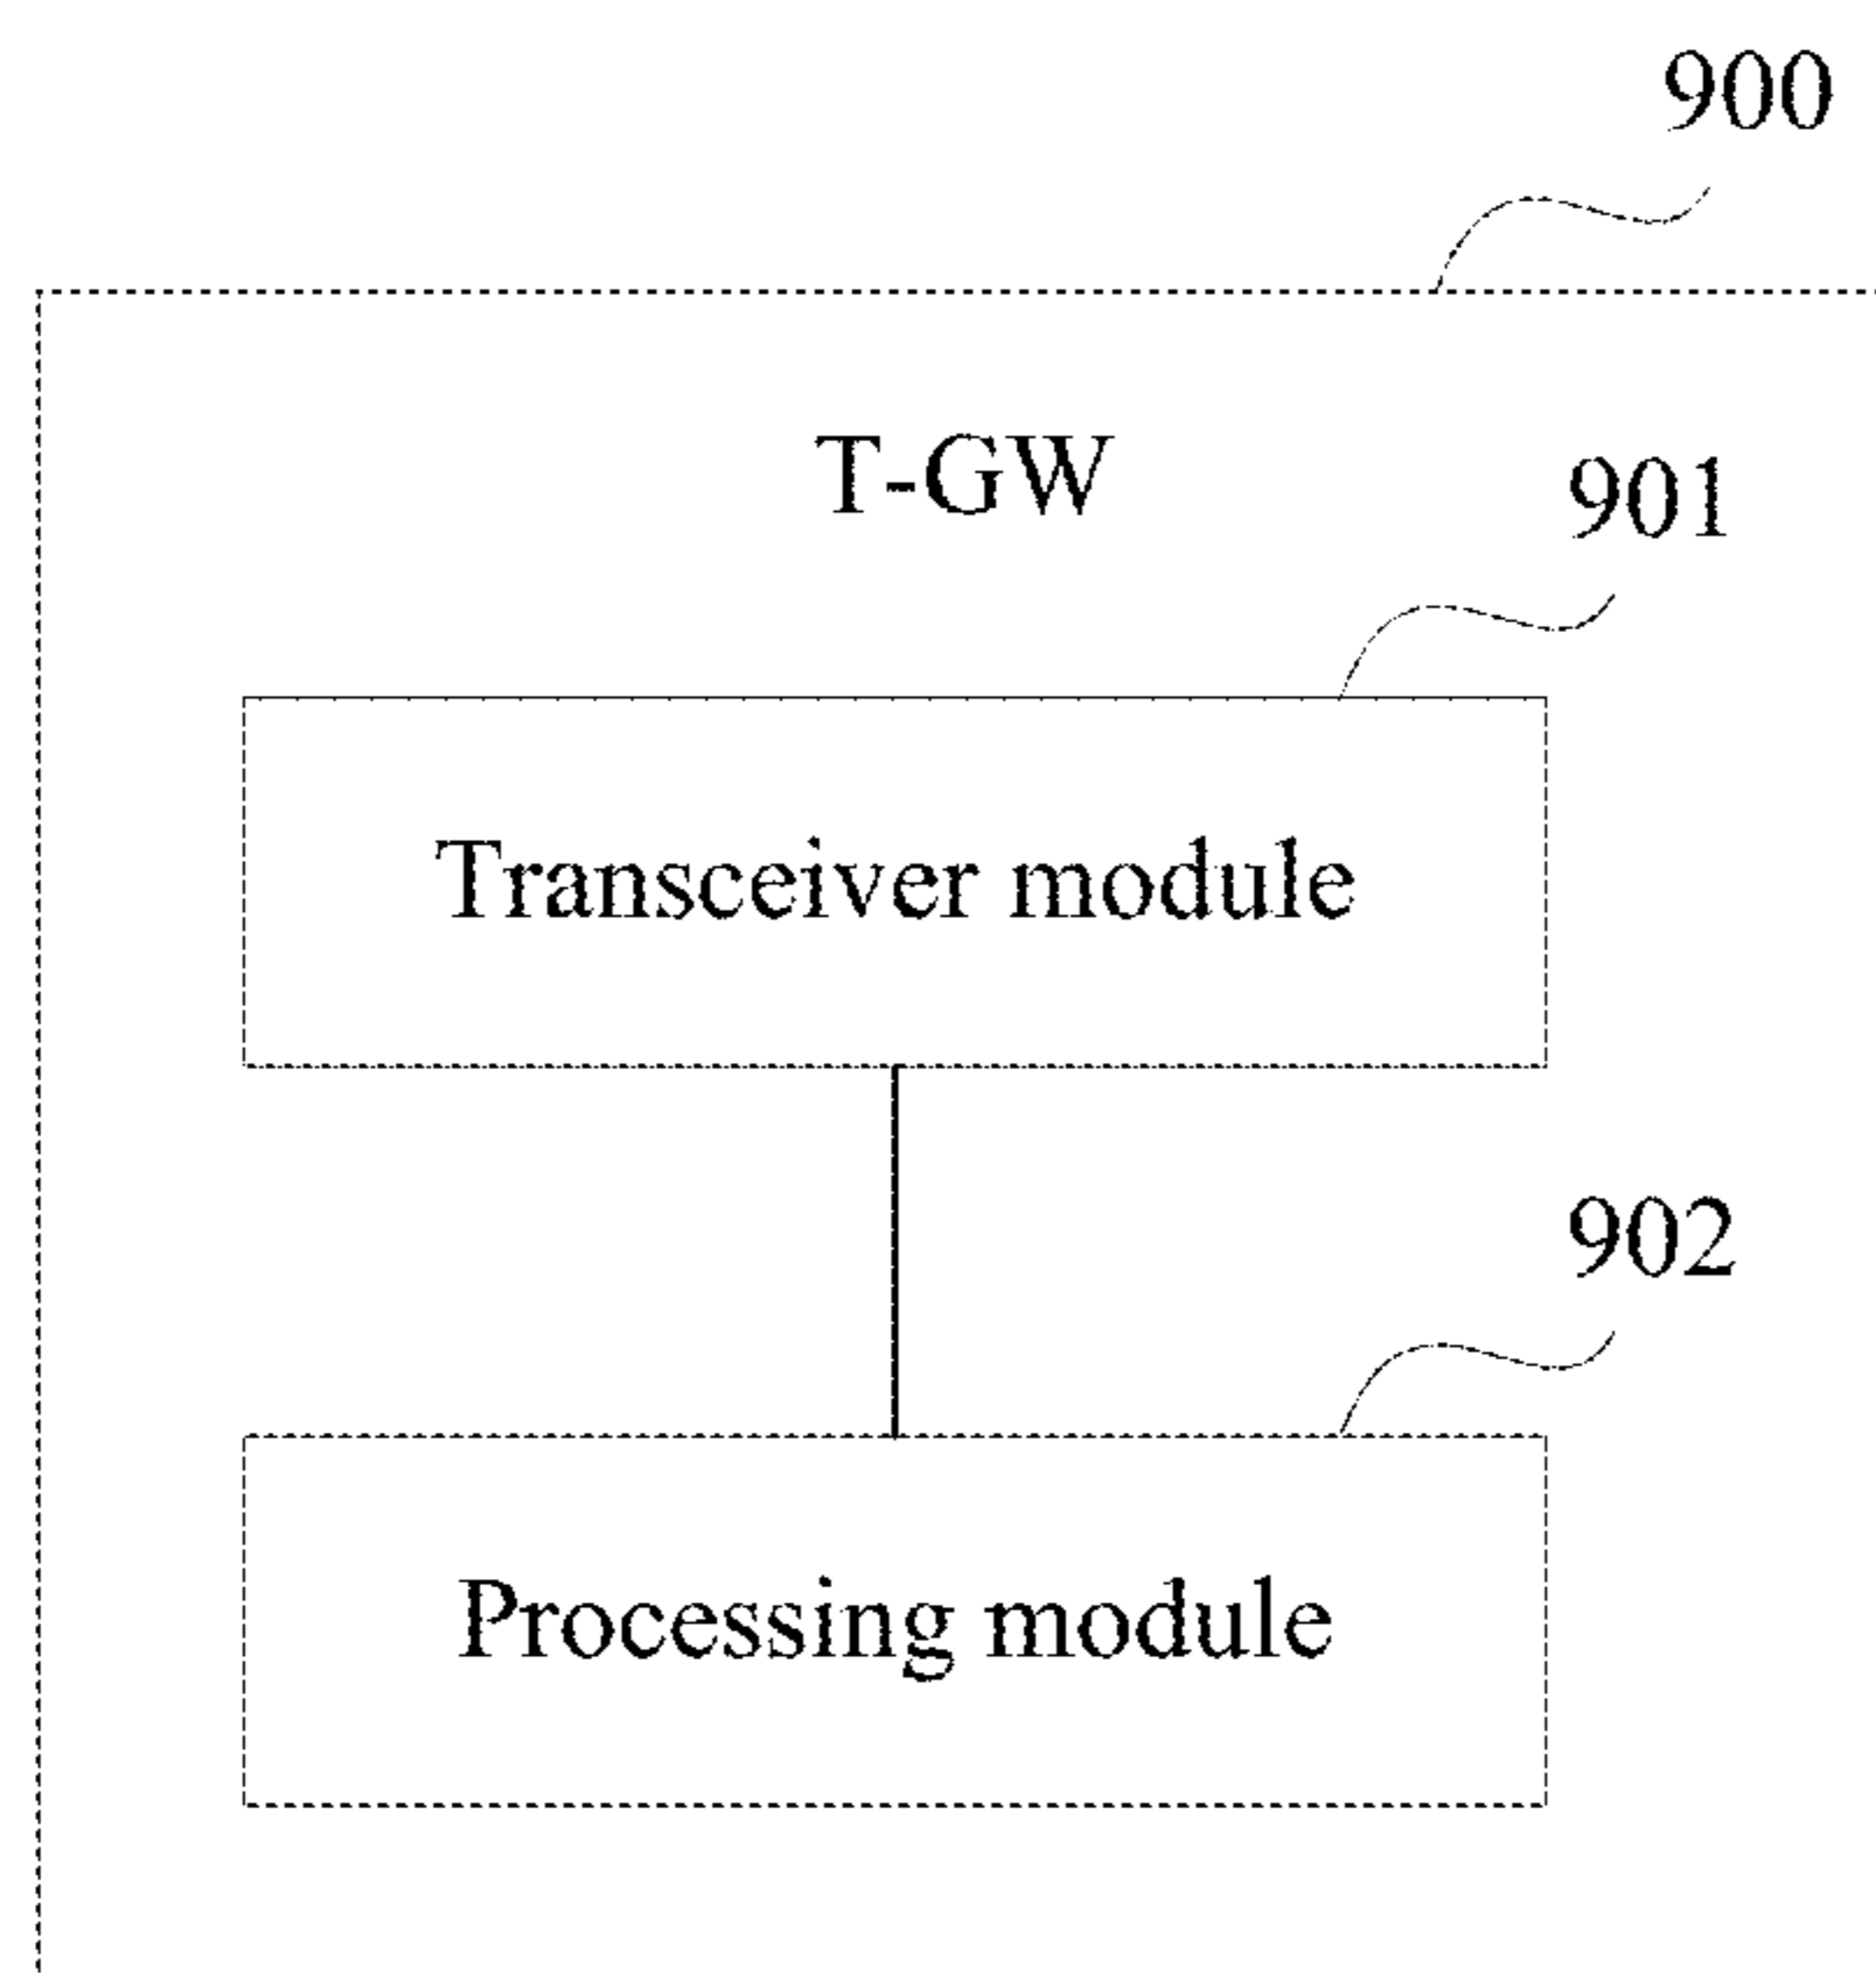 900
T-GW
901
Transceiver module
902
Processing module